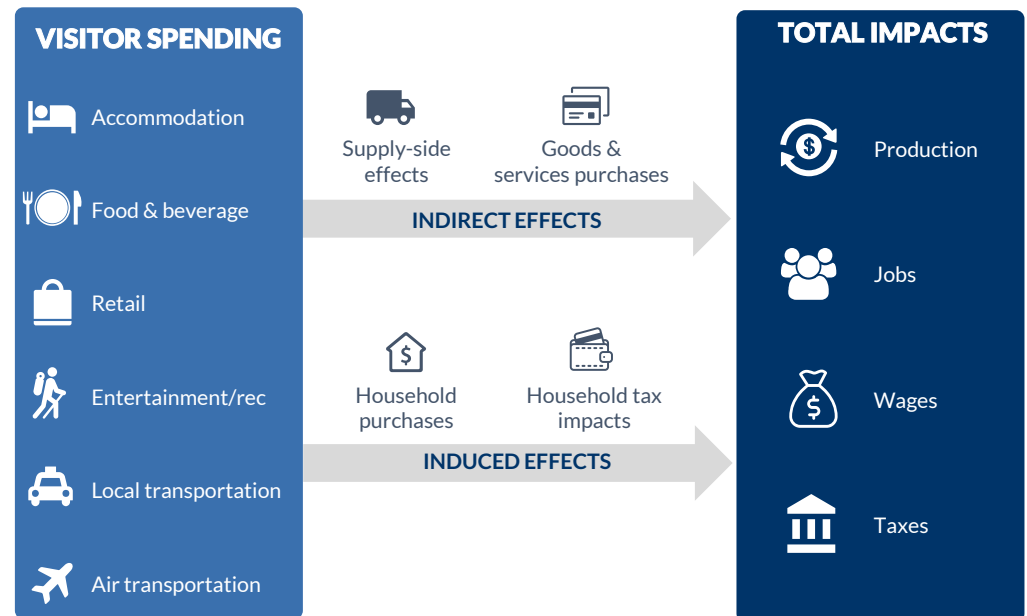 VISITOR SPENDING
Accommodation
Food & beverage
Retail
Entertainment/rec
Local transportation
Air transportation
Supply-side
effects
Goods &
services purchases
INDIRECT EFFECTS
$
Household
purchases
Household tax
impacts
INDUCED EFFECTS
TOTAL IMPACTS
$
Production
Jobs
$
Wages
Taxes